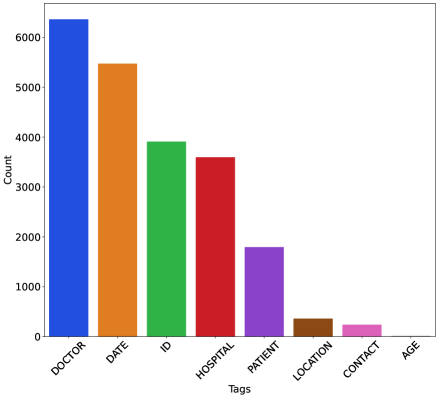 6000
5000
4000
3000
2000
1000
0
Count
DOCTOR
DATE
ID
HOSPITAL
PATIENT
LOCATION
CONTACT
AGE
Tags